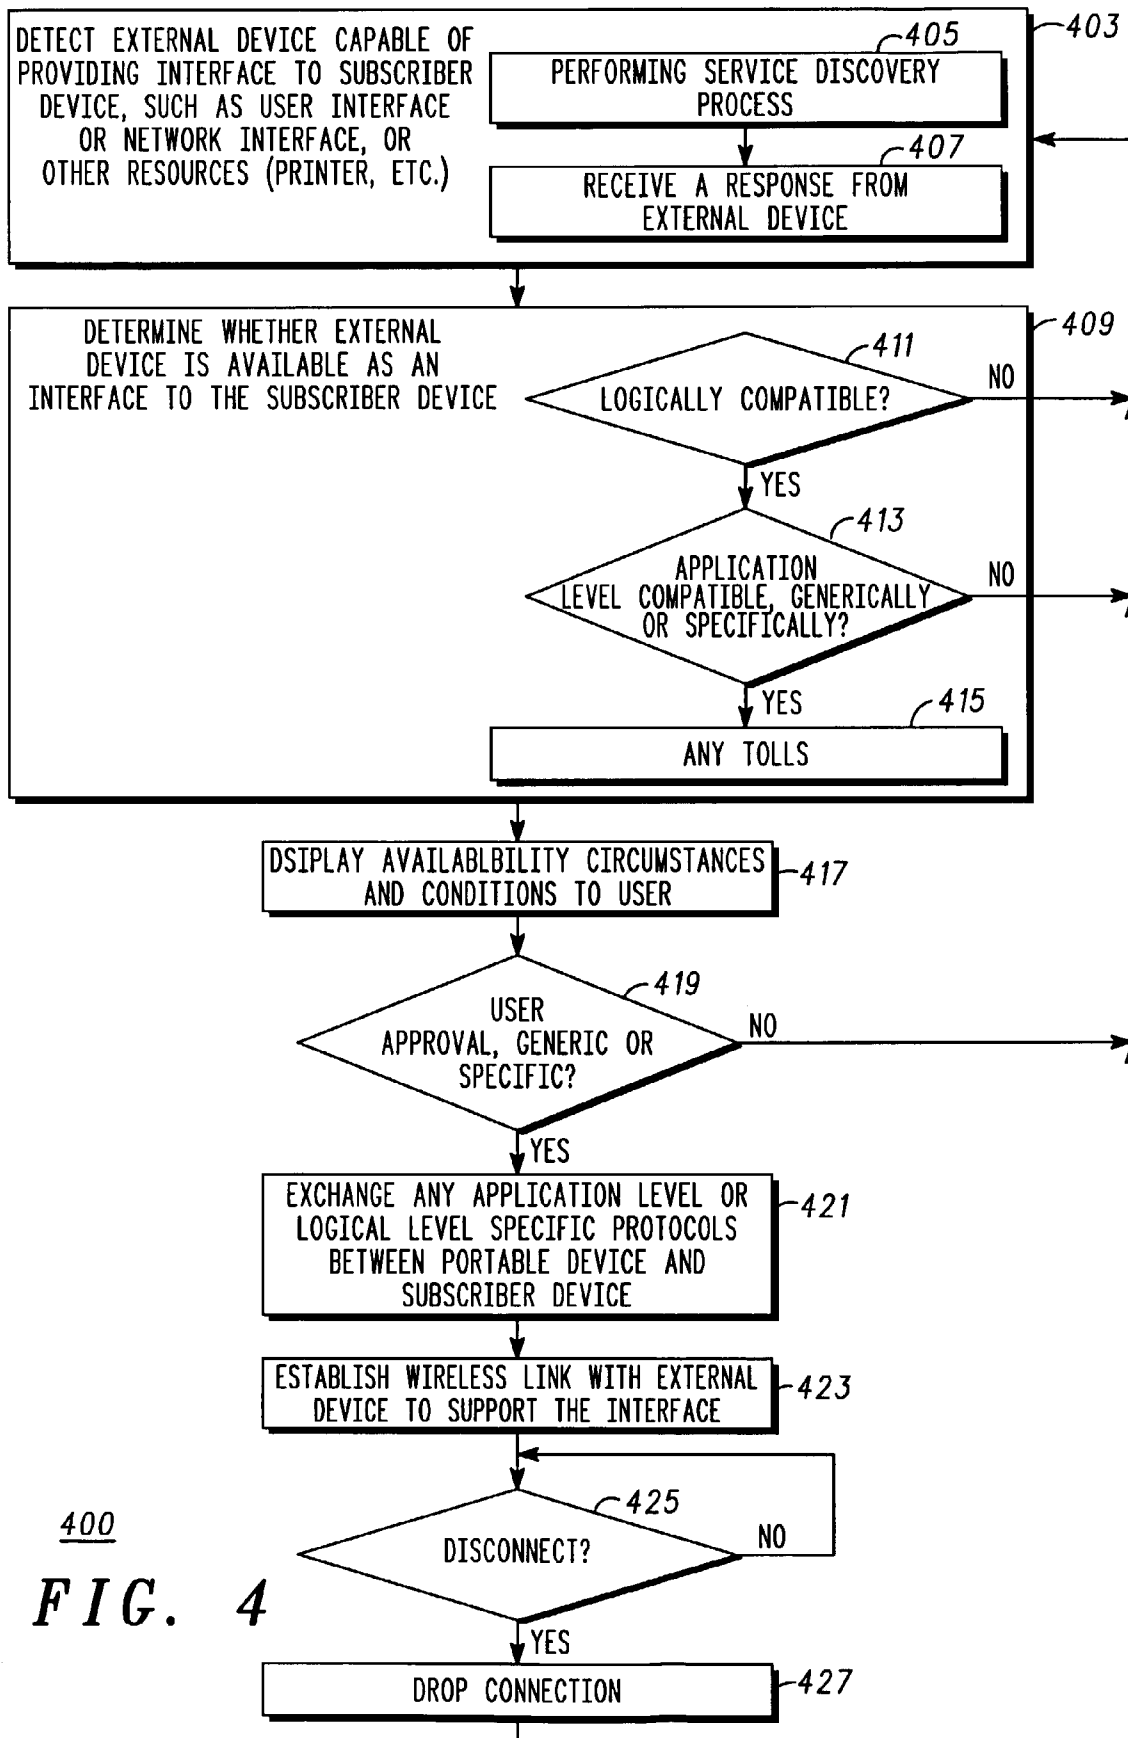 DETECT EXTERNAL DEVICE CAPABLE OF
PROVIDING INTERFACE TO SUBSCRIBER
DEVICE, SUCH AS USER INTERFACE
OR NETWORK INTERFACE, OR
OTHER RESOURCES (PRINTER, ETC.)
403
405
PERFORMING SERVICE DISCOVERY
PROCESS
407
RECEIVE A RESPONSE FROM
EXTERNAL DEVICE
DETERMINE WHETHER EXTERNAL
DEVICE IS AVAILABLE AS AN
INTERFACE TO THE SUBSCRIBER DEVICE
409
411
LOGICALLY COMPATIBLE?
NO
YES
413
APPLICATION
LEVEL COMPATIBLE, GENERICALLY
OR SPECIFICALLY?
NO
YES
415
ANY TOLLS
DSIPLAY AVAILABLBILITY CIRCUMSTANCES
AND CONDITIONS TO USER
417
419
USER
APPROVAL, GENERIC OR
SPECIFIC?
NO
YES
EXCHANGE ANY APPLICATION LEVEL OR
LOGICAL LEVEL SPECIFIC PROTOCOLS
BETWEEN PORTABLE DEVICE AND
SUBSCRIBER DEVICE
421
ESTABLISH WIRELESS LINK WITH EXTERNAL
DEVICE TO SUPPORT THE INTERFACE
423
425
DISCONNECT?
NO
YES
DROP CONNECTION
427
400
FIG. 4